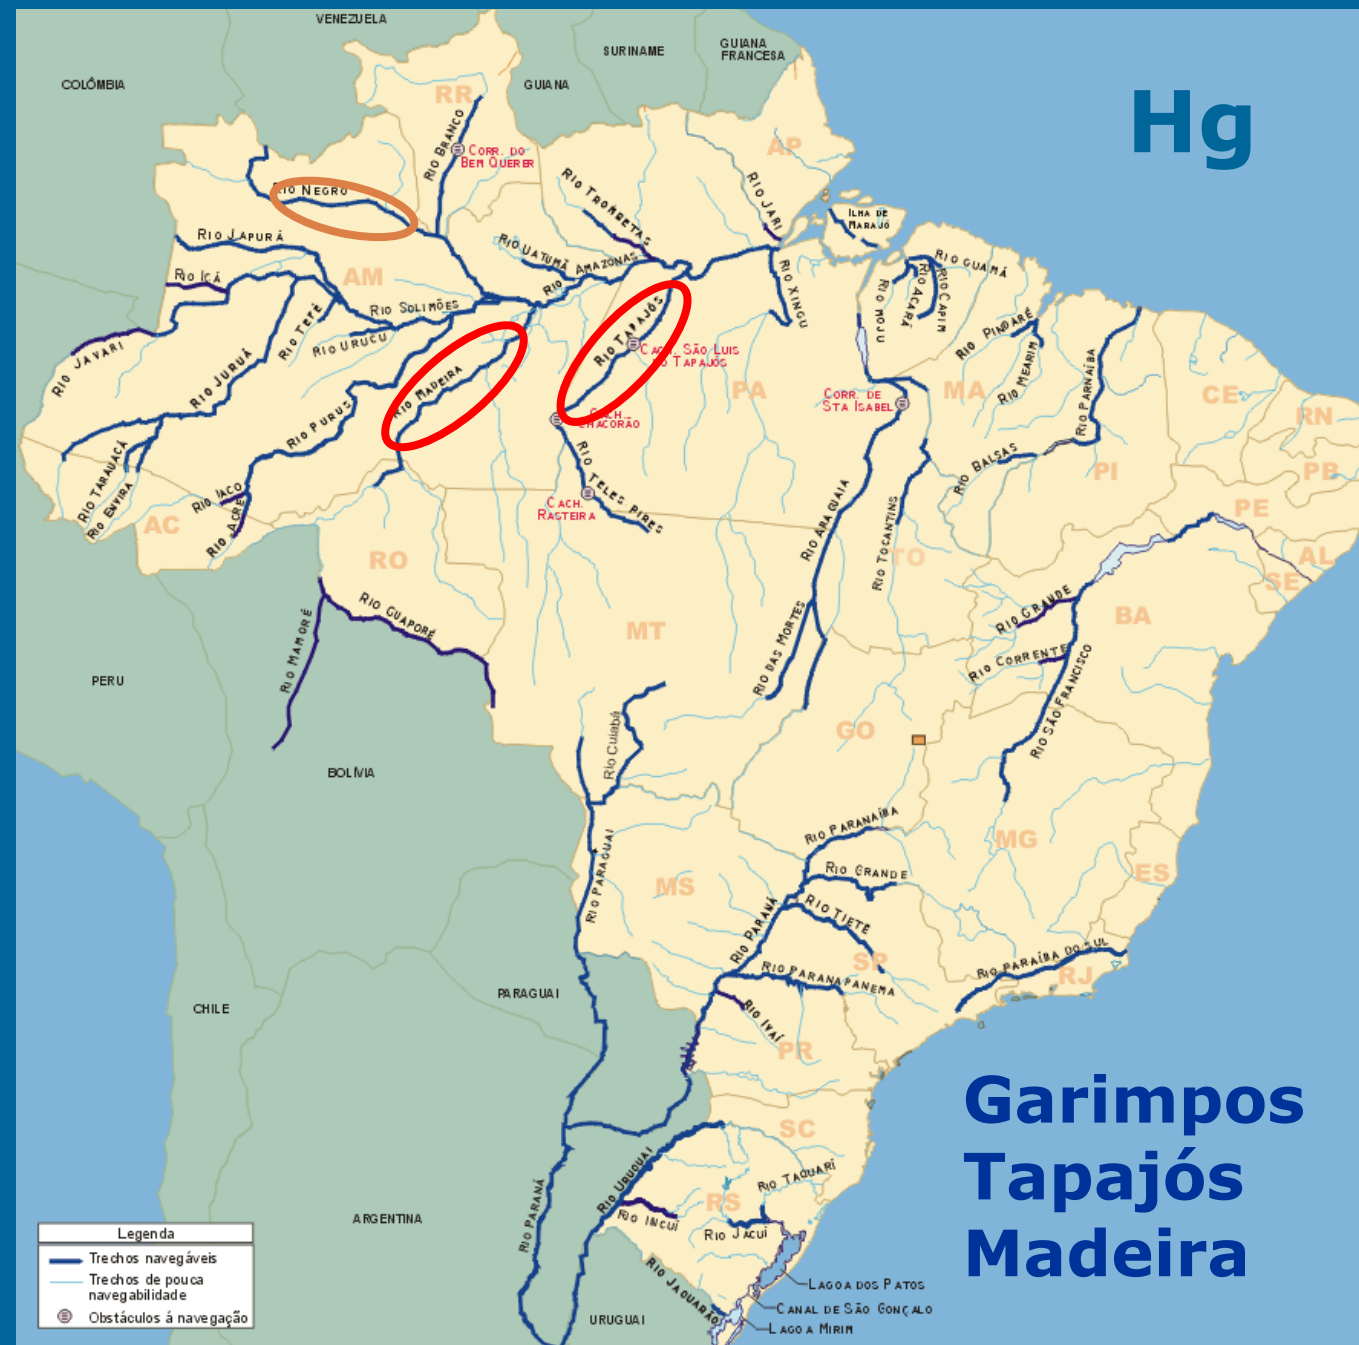 VENEZUELA
SURINAME
GUIANA
FRANCESA
COLÔMBIA
GUIANA
RR
Hg
RIO BRANCO
CORR. DO
BEM QUERER
AP
RIO NEGRO
RIO TROMBETAS
RIO JARI
ILHA DE
MARAJÓ
RIO JAPURÁ
RIO UATUMÃ
AMAZONAS
RIO
RIO IÇÁ
AM
RIO XINGU
RIO GUAMÁ
RIO MOJU
RIO ACARÁ
RIO CAPIM
RIO SOLIMÕES
RIO TEFÉ
RIO URUCU
RIO TAPAJÓS
CACH. SÃO LUIS
DO TAPAJÓS
RIO PINDARÉ
RIO MEARIM
RIO PARNAÍBA
RIO JAVARI
RIO JURUÁ
RIO MADEIRA
PA
CORR. DE
STA ISABEL
MA
CE
RN
RIO PURUS
CACH.
CHACORÃO
RIO TARAUACÁ
RIO ENVIRA
RIO IACO
RIO ACRE
AC
RIO TELES PIRES
CACH.
RASTEIRA
RIO BALSAS
PI
PB
PE
AL
SE
RIO ARAGUAIA
RIO TOCANTINS
TO
RO
RIO GUAPORÉ
RIO MAMORÉ
MT
RIO DAS MORTES
RIO GRANDE
BA
RIO CORRENTE
RIO SÃO FRANCISCO
PERU
BOLÍVIA
RIO CUIABÁ
GO
RIO PARANAÍBA
MG
RIO PARAGUAI
MS
RIO GRANDE
ES
RIO TIETE
RIO PARANÁ
SP
RIO PARANAPANEMA
RIO PARAÍBA DO SUL
RJ
PARAGUAI
CHILE
RIO IVAÍ
PR
Garimpos
Tapajós
Madeira
SC
RIO URUGUAI
RIO TAQUARÍ
RS
RIO PARANÁ
ARGENTINA
RIO INCUÍ
RIO JACUÍ
RIO JAQUARÃO
URUGUAI
LAGOA DOS PATOS
CANAL DE SÃO GONÇALO
LAGOA MIRIM
Legenda
Trechos navegáveis
Trechos de pouca
navegabilidade
Obstáculos á navegação